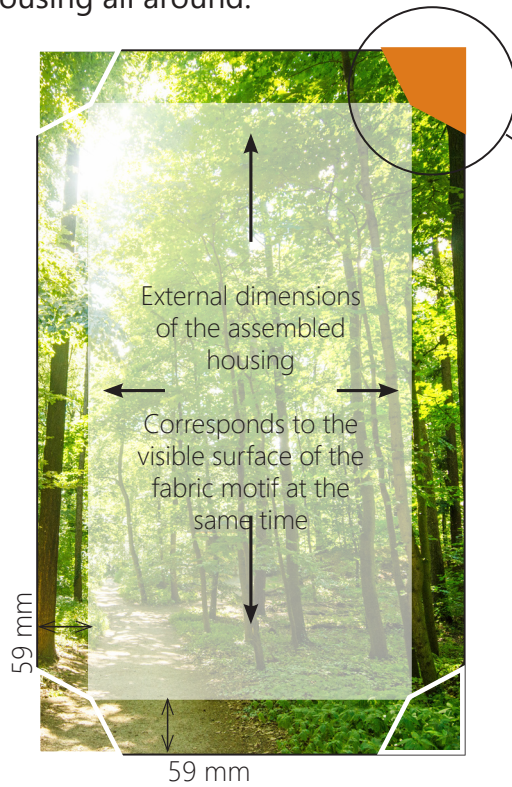 ousing all around.
External dimensions
of the assembled
housing
Corresponds to the
visible surface of the
fabric motif at the
same time
59 mm
59 mm